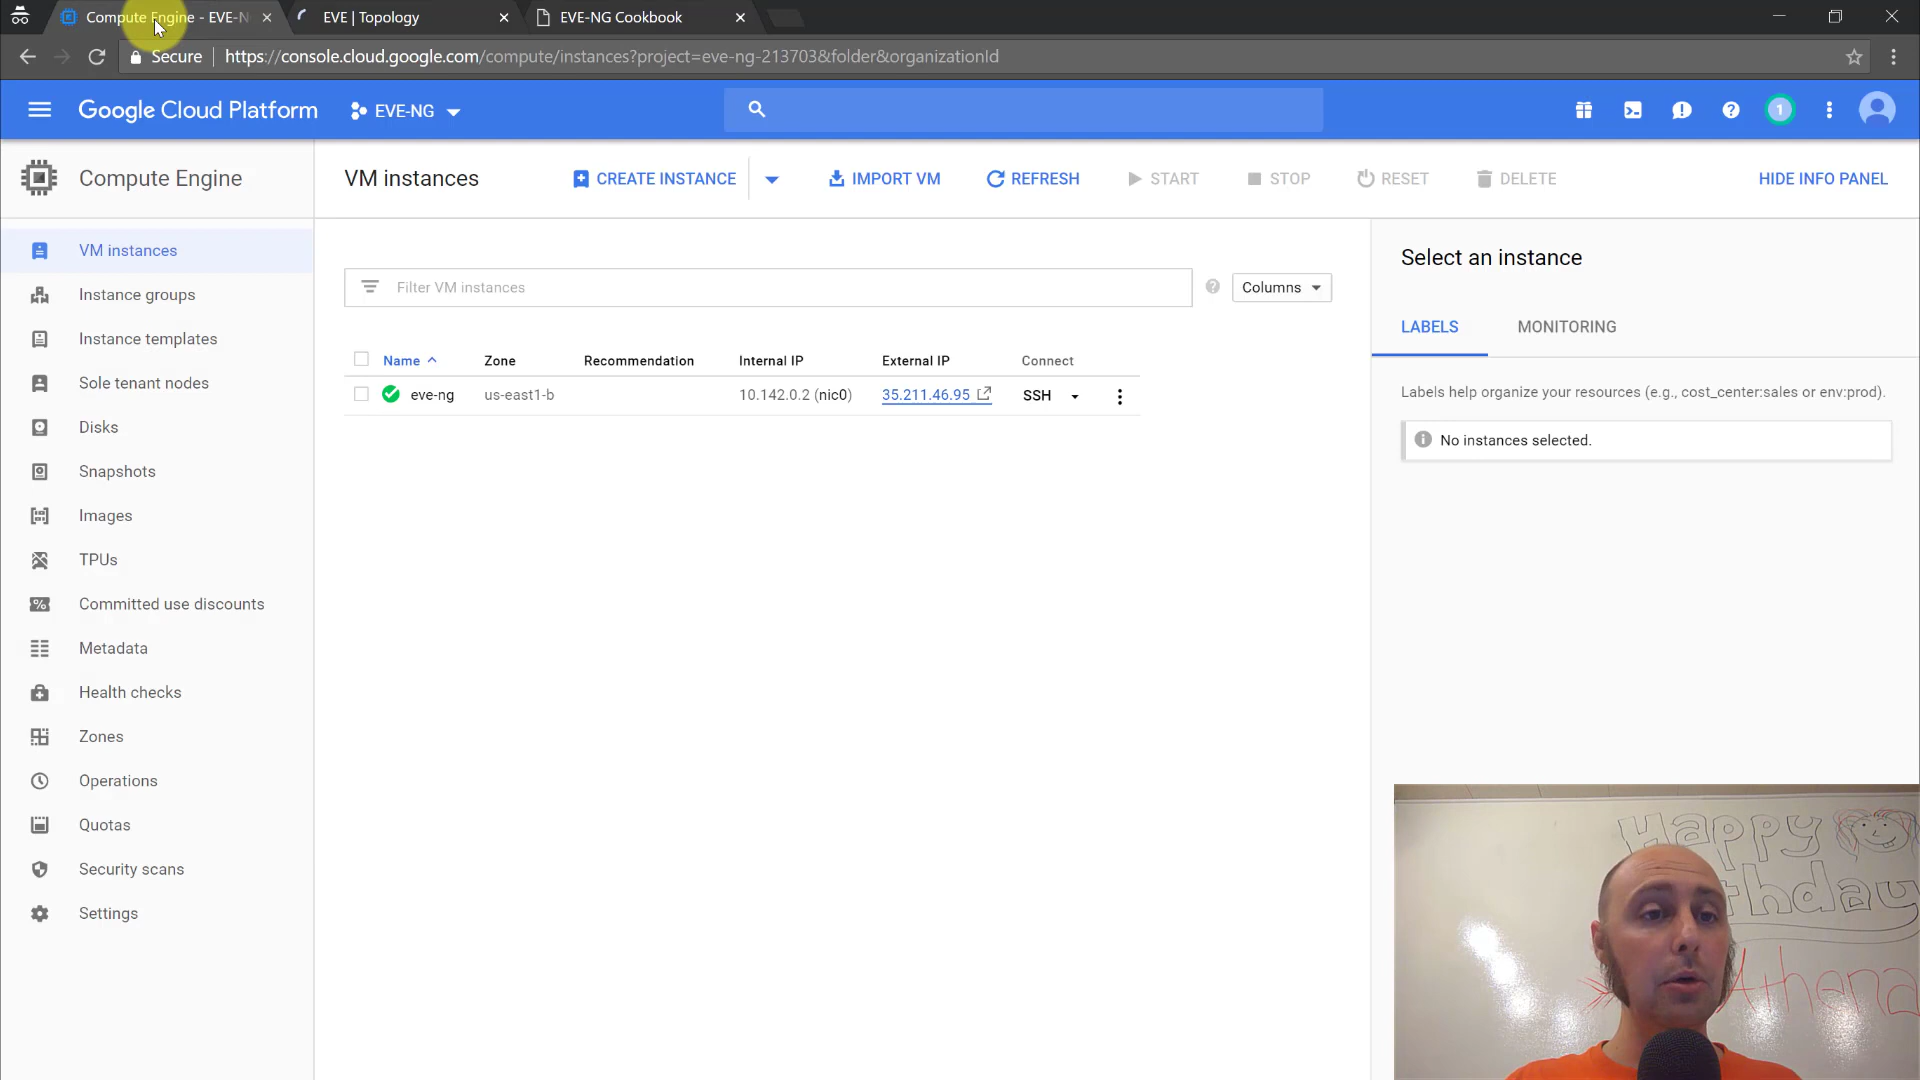 Compute Engine - EVE-N
EVE | Topology
EVE-NG Cookbook
Secure
https://console.cloud.google.com/compute/instances?project=eve-ng-213703&folder&organizationId
Google Cloud Platform
EVE-NG
1
Compute Engine
VM instances
CREATE INSTANCE
IMPORT VM
REFRESH
START
STOP
RESET
DELETE
HIDE INFO PANEL
VM instances
Instance groups
Instance templates
Sole tenant nodes
Disks
Snapshots
Images
TPUs
Committed use discounts
Metadata
Health checks
Zones
Operations
Quotas
Security scans
Settings
Filter VM instances
Columns
Name Zone Recommendation Internal IP External IP Connect
eve-ng us-east1-b 10.142.0.2 (nic0) 35.211.46.95 SSH
Select an instance
LABELS
MONITORING
Labels help organize your resources (e.g., cost_center:sales or env:prod).
No instances selected.
Happy
Athena